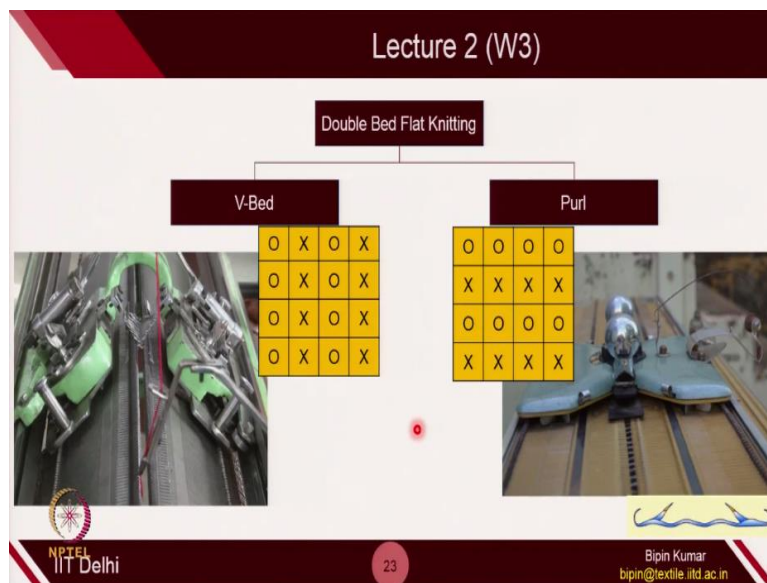 Lecture 2 (W3)
Double Bed Flat Knitting
V-Bed
Purl
O X O X
O X O X
O X O X
O X O X
O O O O
X X X X
O O O O
X X X X
NPTEL
IIT Delhi
23
Bipin Kumar
bipin@textile.iitd.ac.in